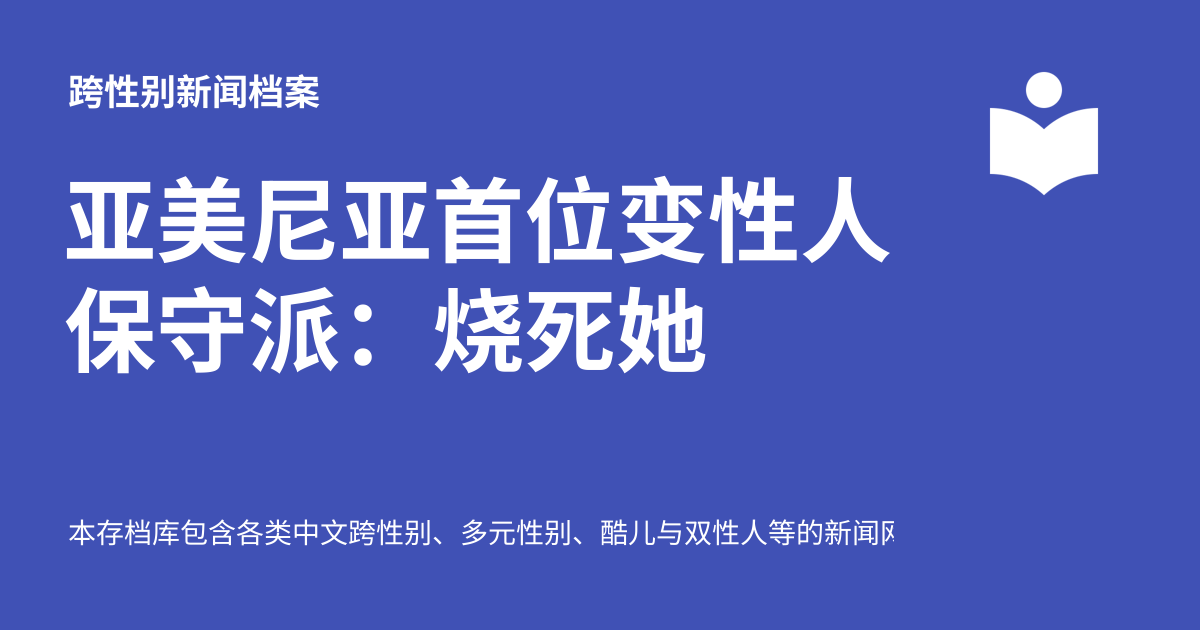 跨性别新闻档案
亚美尼亚首位变性人
保守派：烧死她
本存档库包含各类中文跨性别、多元性别、酷儿与双性人等的新闻